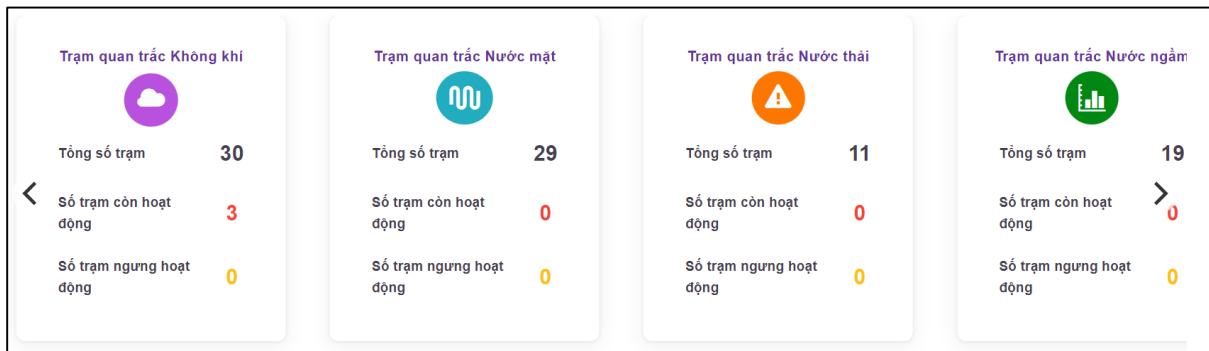 Trạm quan trắc Không khí
Tổng số trạm 30
Số trạm còn hoạt
động 3
Số trạm ngưng hoạt
động 0
Trạm quan trắc Nước mặt
Tổng số trạm 29
Số trạm còn hoạt
động 0
Số trạm ngưng hoạt
động 0
Trạm quan trắc Nước thải
Tổng số trạm 11
Số trạm còn hoạt
động 0
Số trạm ngưng hoạt
động 0
Trạm quan trắc Nước ngầm
Tổng số trạm 19
Số trạm còn hoạt
động 0
Số trạm ngưng hoạt
động 0